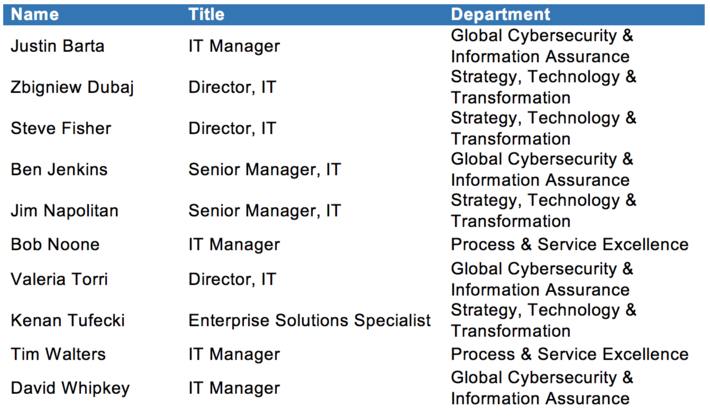 Name Title Department
Justin Barta IT Manager Global Cybersecurity &
Information Assurance
Zbigniew Dubaj Director, IT Strategy, Technology &
Transformation
Steve Fisher Director, IT Strategy, Technology &
Transformation
Ben Jenkins Senior Manager, IT Global Cybersecurity &
Information Assurance
Jim Napolitan Senior Manager, IT Strategy, Technology &
Transformation
Bob Noone IT Manager Process & Service Excellence
Valeria Torri Director, IT Global Cybersecurity &
Information Assurance
Kenan Tufecki Enterprise Solutions Specialist Strategy, Technology &
Transformation
Tim Walters IT Manager Process & Service Excellence
David Whipkey IT Manager Global Cybersecurity &
Information Assurance